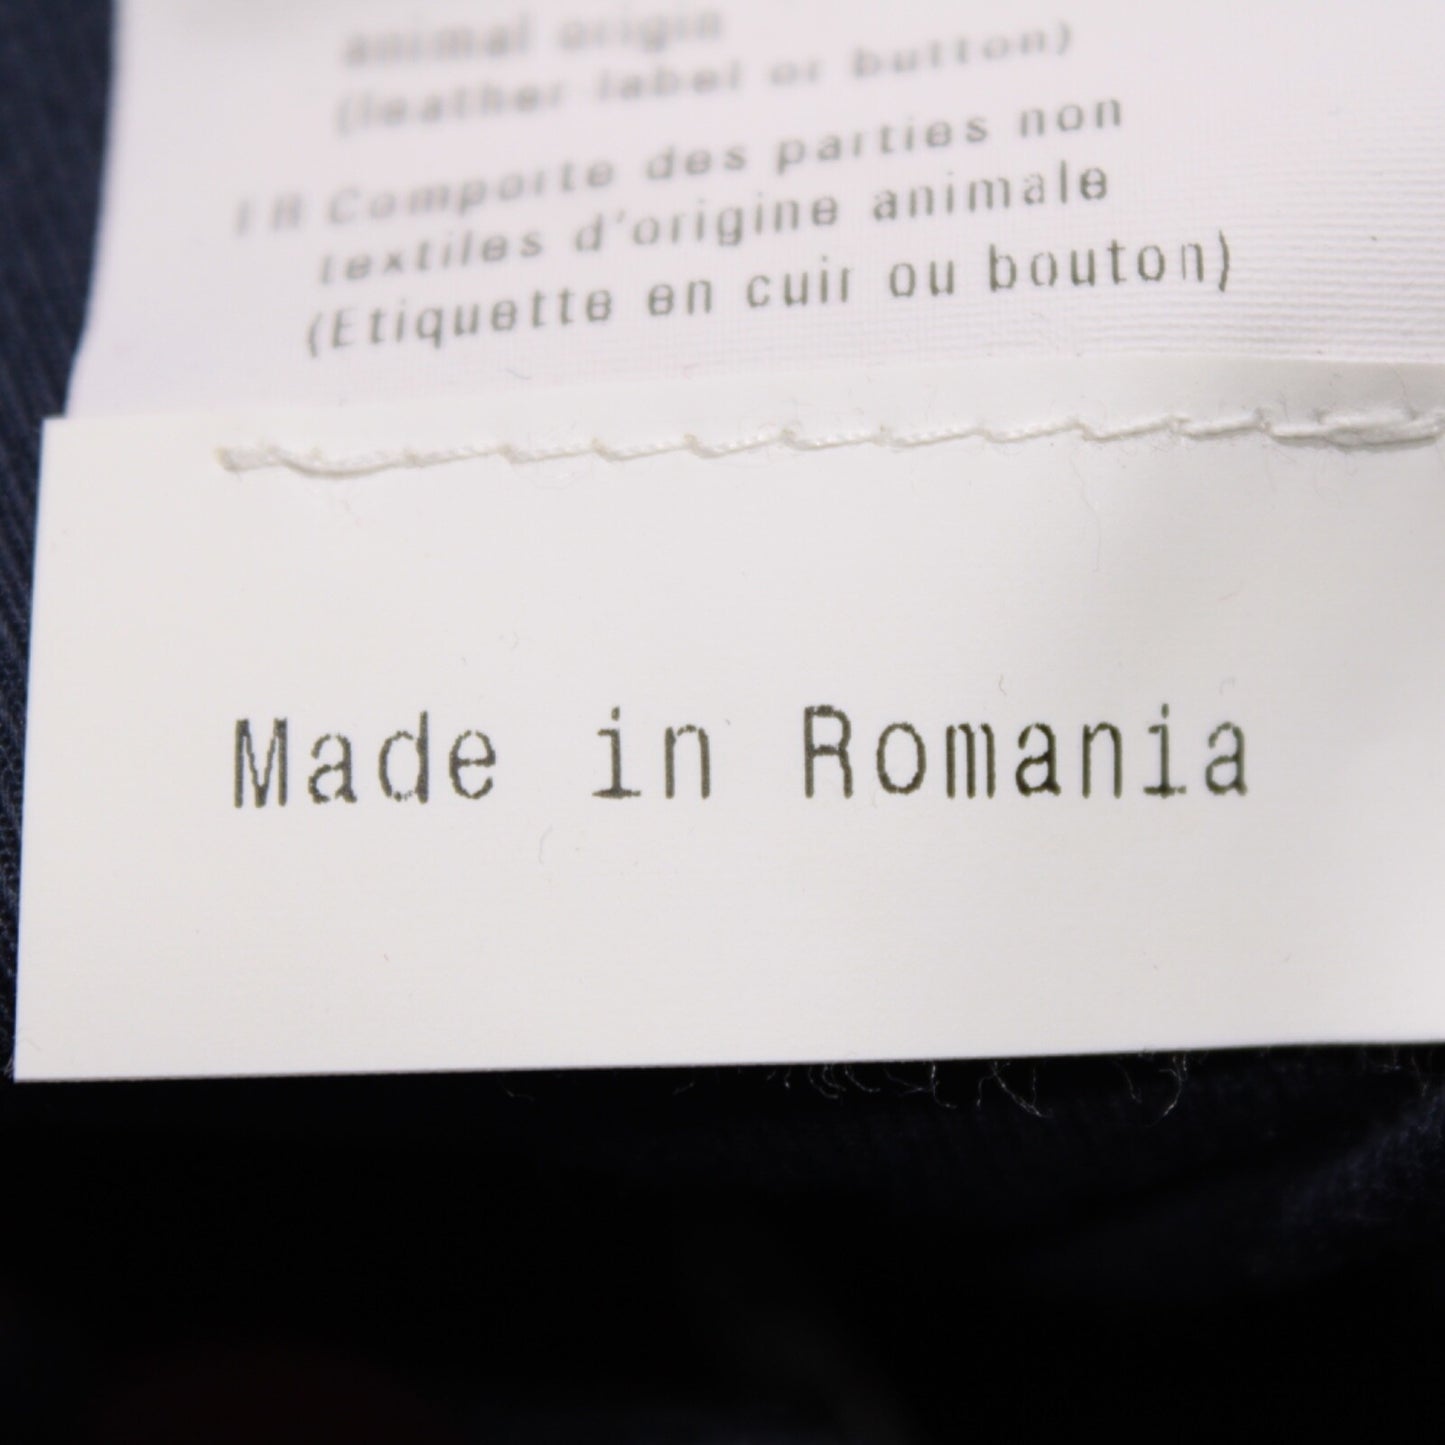 animal origin
(leather label or button)
FR Comporte des parties non
textiles d'origine animale
(Etiquette en cuir ou bouton)
Made in Romania